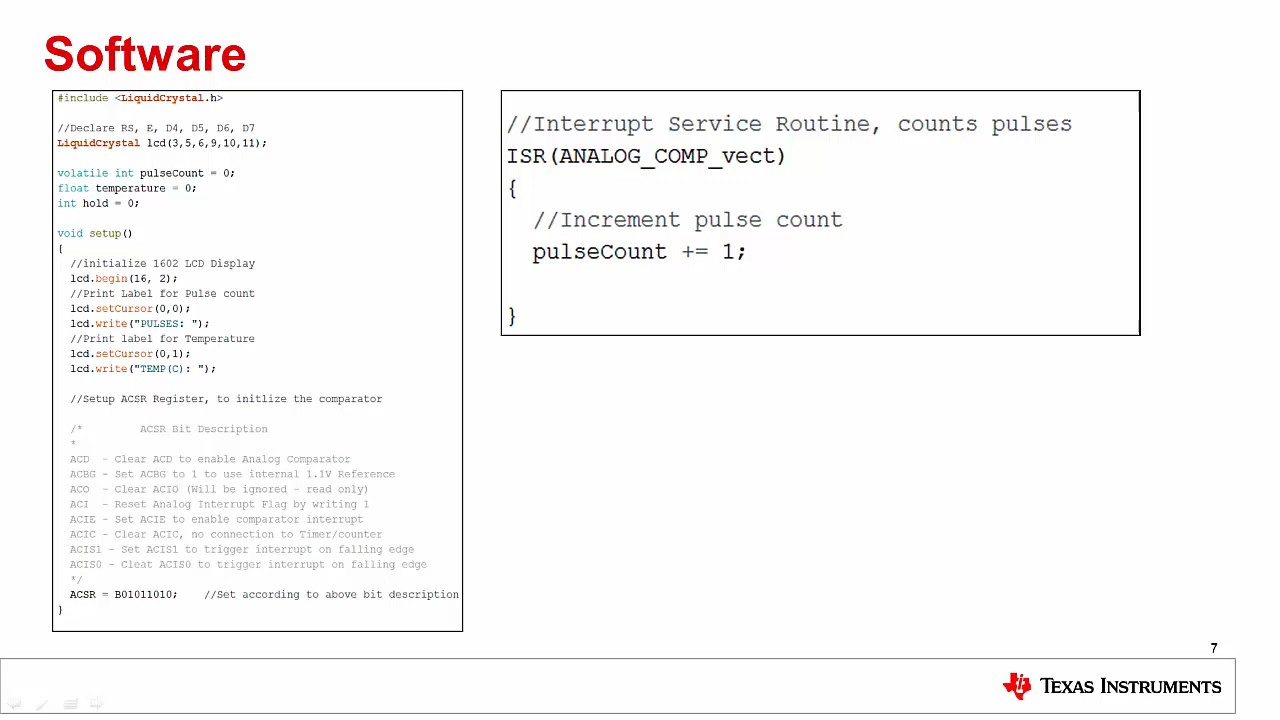 Software
#include <LiquidCrystal.h>
//Declare RS, E, D4, D5, D6, D7
LiquidCrystal lcd(3,5,6,9,10,11);
volatile int pulseCount = 0;
float temperature = 0;
int hold = 0;
void setup()
{
//initialize 1602 LCD Display
lcd.begin(16, 2);
//Print Label for Pulse count
lcd.setCursor(0,0);
lcd.write("PULSES: ");
//Print label for Temperature
lcd.setCursor(0,1);
lcd.write("TEMP(C): ");
//Setup ACSR Register, to initlize the comparator
/* ACSR Bit Description
*
ACD - Clear ACD to enable Analog Comparator
ACBG - Set ACBG to 1 to use internal 1.1V Reference
ACO - Clear ACIO (Will be ignored - read only)
ACI - Reset Analog Interrupt Flag by writing 1
ACIE - Set ACIE to enable comparator interrupt
ACIC - Clear ACIC, no connection to Timer/counter
ACIS1 - Set ACIS1 to trigger interrupt on falling edge
ACIS0 - Cleat ACIS0 to trigger interrupt on falling edge
*/
ACSR = B01011010; //Set according to above bit description
}
//Interrupt Service Routine, counts pulses
ISR(ANALOG_COMP_vect)
{
//Increment pulse count
pulseCount += 1;
}
7
TEXAS INSTRUMENTS